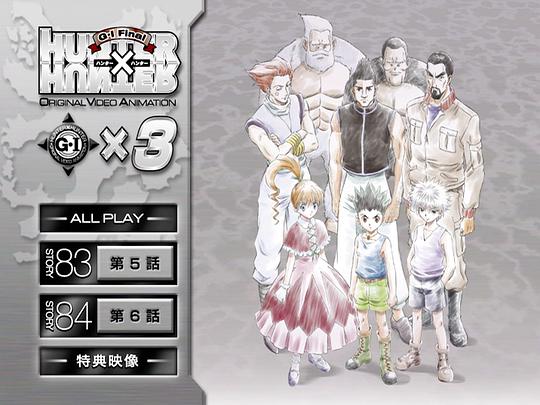 G·I Final
HUNTER
×
ハンター ハンター
HUNTER
ORIGINAL VIDEO ANIMATION
G·I
×3
ALL PLAY
STORY 83 第5話
STORY 84 第6話
特典映像